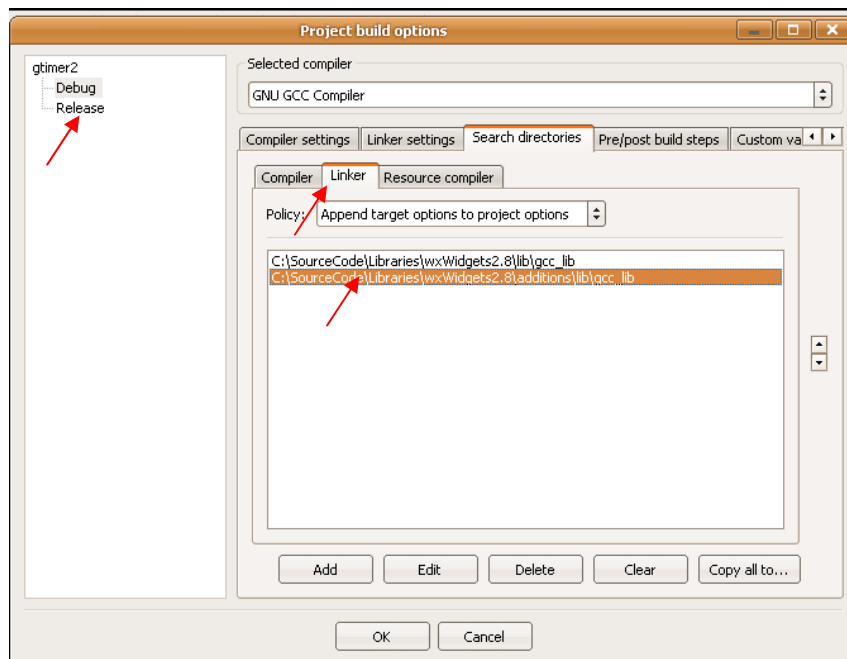 Project build options
gtimer2
Debug
Release
Selected compiler
GNU GCC Compiler
Compiler settings Linker settings Search directories Pre/post build steps Custom va
Compiler Linker Resource compiler
Policy: Append target options to project options
C:\SourceCode\Libraries\wxWidgets2.8\lib\gcc_lib
C:\SourceCode\Libraries\wxWidgets2.8\additions\lib\gcc_lib
Add Edit Delete Clear Copy all to...
OK Cancel